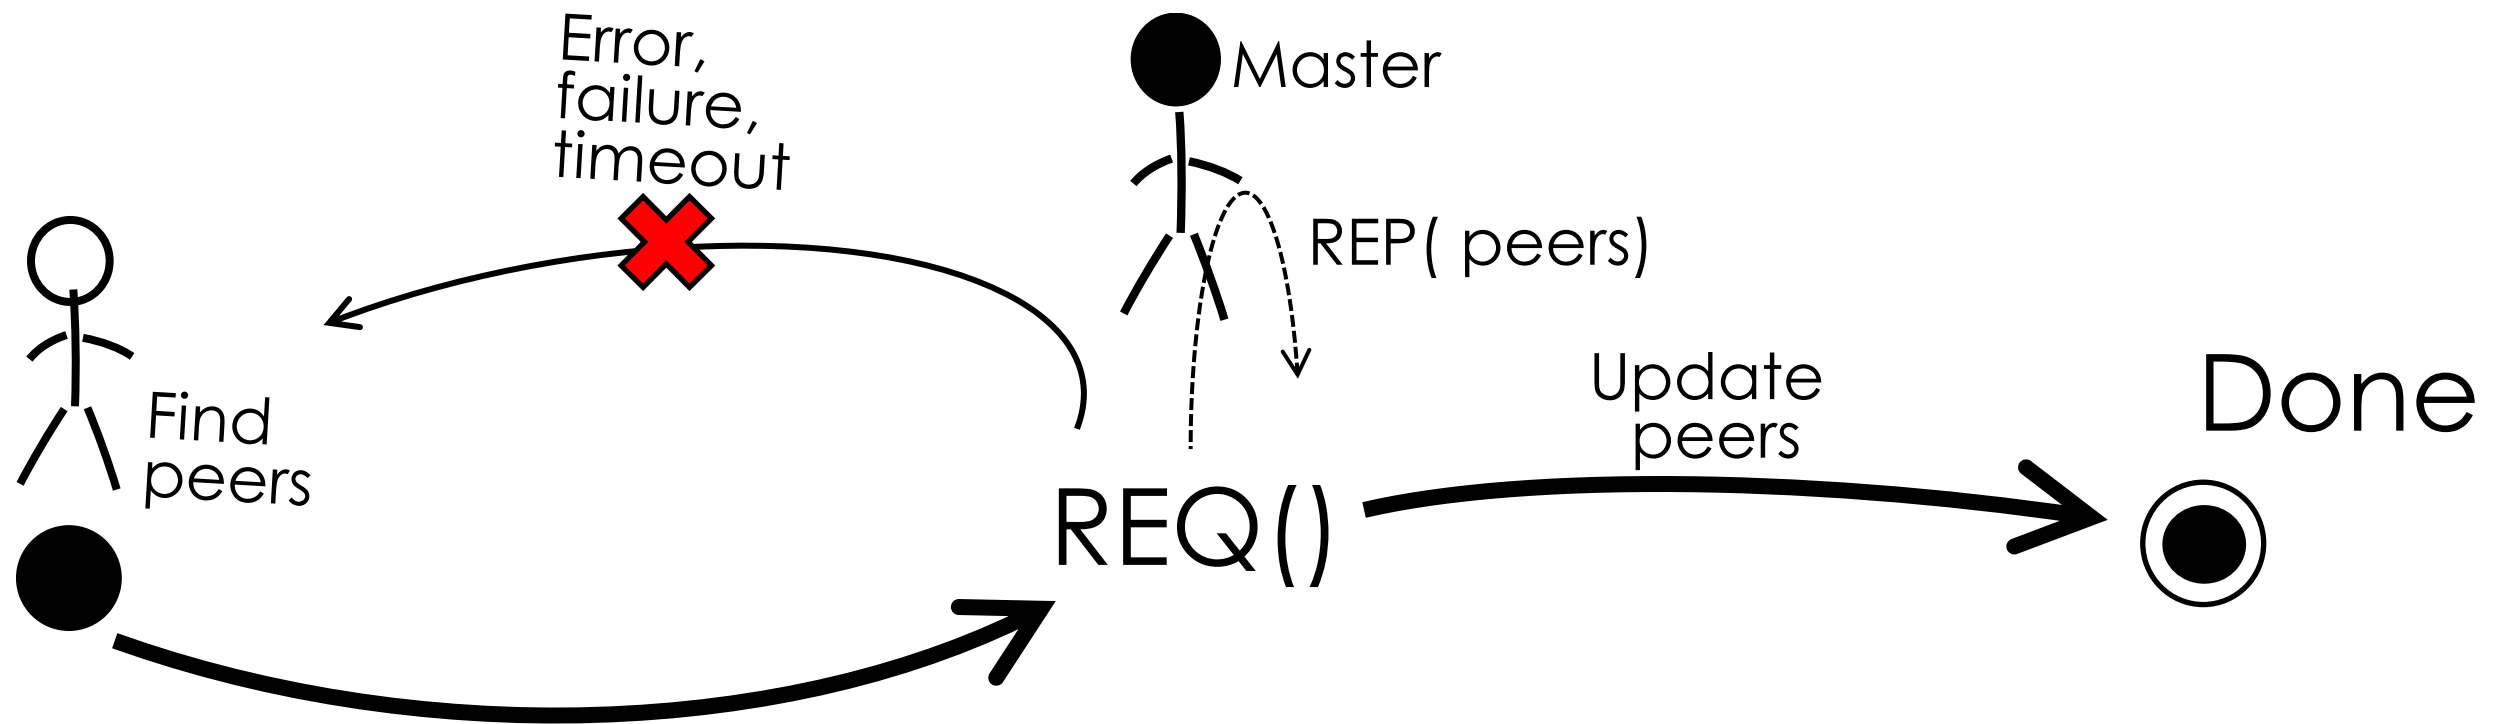 Error,
failure,
timeout
Master
REP( peers)
Find
peers
Update
peers
Done
REQ()